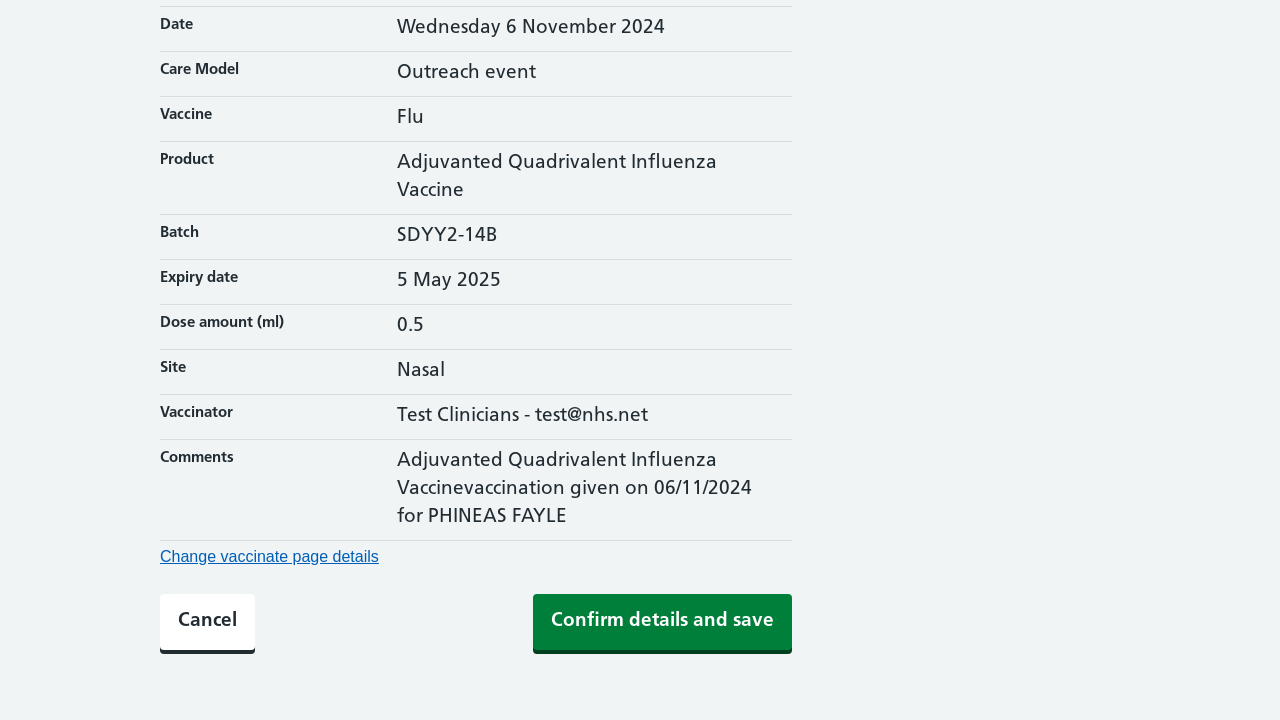 Date
Wednesday 6 November 2024
Care Model
Outreach event
Vaccine
Flu
Product
Adjuvanted Quadrivalent Influenza
Vaccine
Batch
SDYY2-14B
Expiry date
5 May 2025
Dose amount (ml)
0.5
Site
Nasal
Vaccinator
Test Clinicians - test@nhs.net
Comments
Adjuvanted Quadrivalent Influenza
Vaccinevaccination given on 06/11/2024
for PHINEAS FAYLE
Change vaccinate page details
Cancel
Confirm details and save